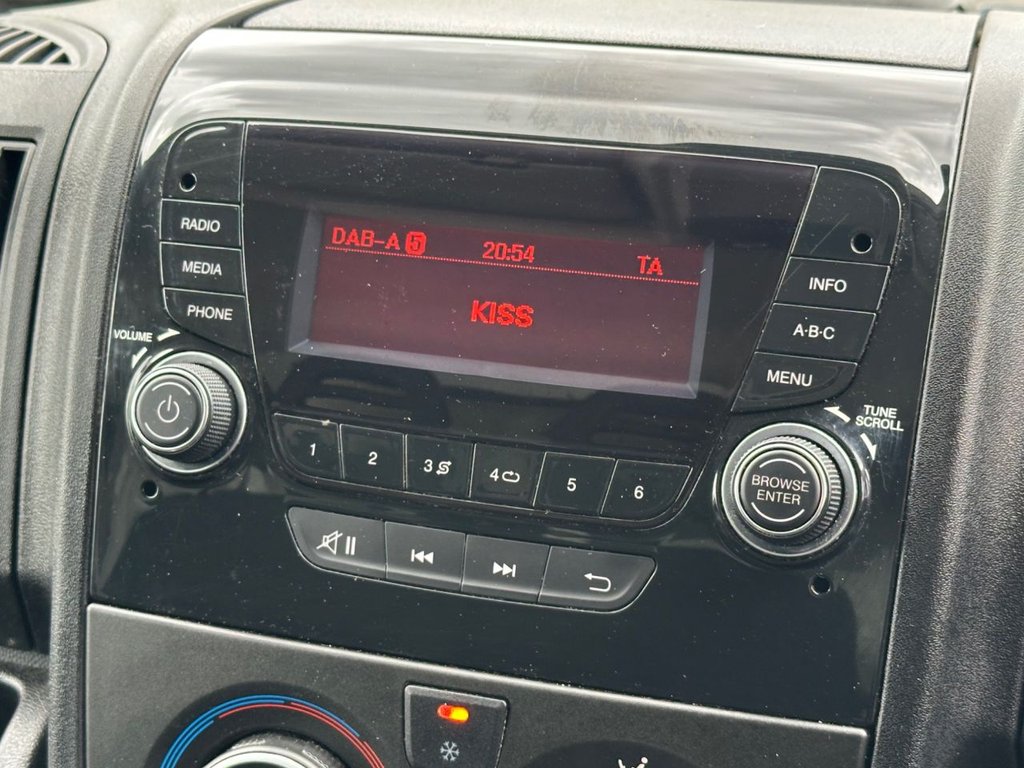 DAB-A 5 20:54 TA
KISS
RADIO
MEDIA
PHONE
VOLUME
INFO
A·B·C
MENU
TUNE
SCROLL
BROWSE
ENTER
1 2 3 4 5 6